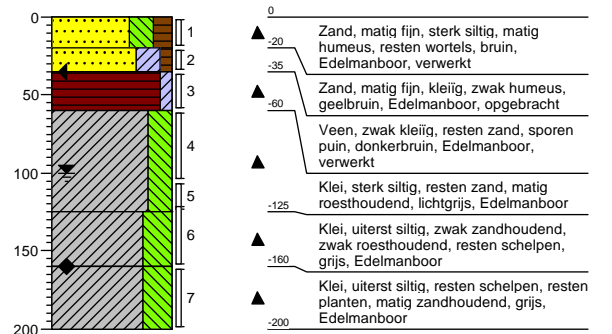 0
50
100
150
200
1
2
3
4
5
6
7
0
Zand, matig fijn, sterk siltig, matig
humeus, resten wortels, bruin,
Edelmanboor, verwerkt
-20
Zand, matig fijn, kleiïg, zwak humeus,
geelbruin, Edelmanboor, opgebracht
-35
Veen, zwak kleiïg, resten zand, sporen
puin, donkerbruin, Edelmanboor,
verwerkt
-60
Klei, sterk siltig, resten zand, matig
roesthoudend, lichtgrijs, Edelmanboor
-125
Klei, uiterst siltig, zwak zandhoudend,
zwak roesthoudend, resten schelpen,
grijs, Edelmanboor
-160
Klei, uiterst siltig, resten schelpen, resten
planten, matig zandhoudend, grijs,
Edelmanboor
-200